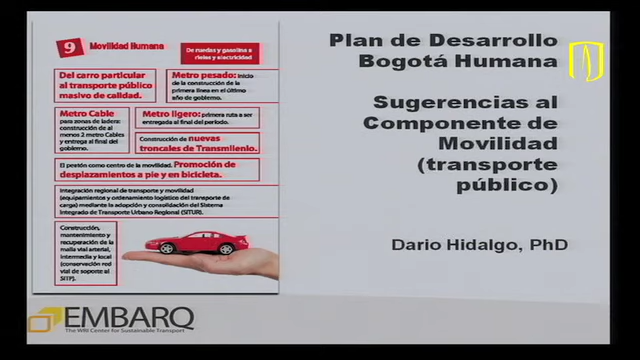 9 Movilidad Humana
De ruedas y gasolina a
rieles y electricidad
Del carro particular
al transporte público
masivo de calidad.
Metro pesado: inicio
de la construcción de la
primera línea en el último
año de gobierno.
Metro Cable
para zonas de ladera:
construcción de al
menos 2 metro Cables
y entrega al final del
gobierno.
Metro ligero: primera ruta a ser
entregada al final del período.
Construcción de nuevas
troncales de Transmilenio.
El peatón como centro de la movilidad. Promoción de
desplazamientos a pie y en bicicleta.
Integración regional de transporte y movilidad
(equipamientos y ordenamiento logístico del transporte de
carga) mediante la adopción y consolidación del Sistema
Integrado de Transporte Urbano Regional (SITUR).
Construcción,
mantenimiento y
recuperación de la
malla vial arterial,
intermedia y local
(conservación red
vial de soporte al
SITP).
Plan de Desarrollo
Bogotá Humana
Sugerencias al
Componente de
Movilidad
(transporte
público)
Dario Hidalgo, PhD
EMBARQ
The WRI Center for Sustainable Transport